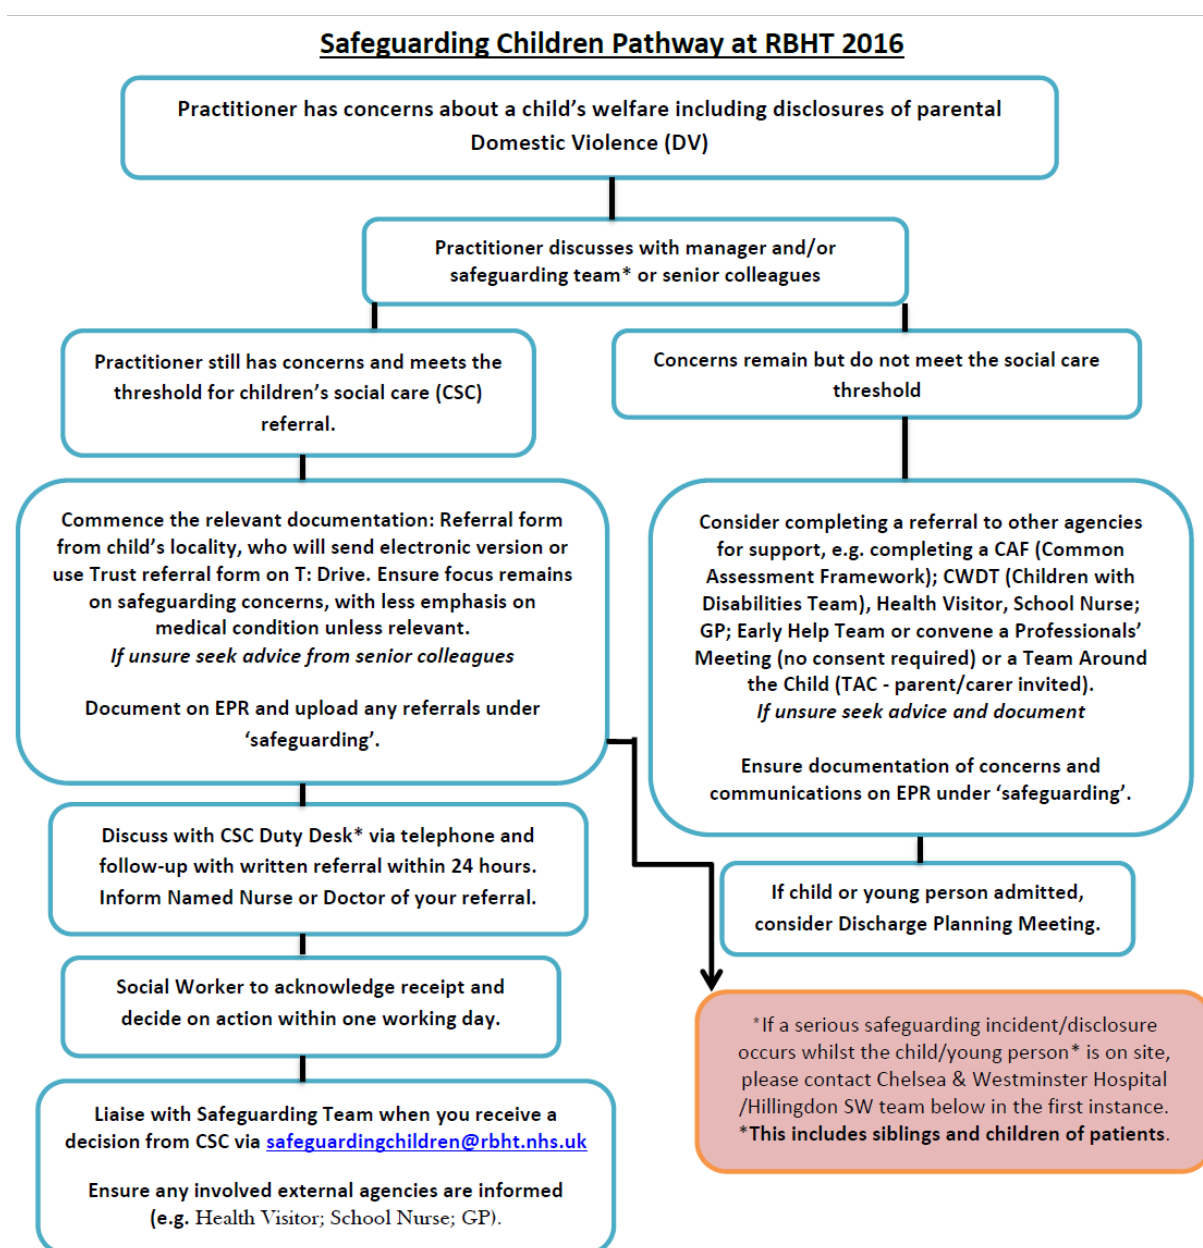 Safeguarding Children Pathway at RBHT 2016
Practitioner has concerns about a child's welfare including disclosures of parental
Domestic Violence (DV)
Practitioner discusses with manager and/or
safeguarding team* or senior colleagues
Practitioner still has concerns and meets the
threshold for children's social care (CSC)
referral.
Concerns remain but do not meet the social care
threshold
Commence the relevant documentation: Referral form
from child's locality, who will send electronic version or
use Trust referral form on T: Drive. Ensure focus remains
on safeguarding concerns, with less emphasis on
medical condition unless relevant.
If unsure seek advice from senior colleagues
Document on EPR and upload any referrals under
'safeguarding'.
Consider completing a referral to other agencies
for support, e.g. completing a CAF (Common
Assessment Framework); CWDT (Children with
Disabilities Team), Health Visitor, School Nurse;
GP; Early Help Team or convene a Professionals'
Meeting (no consent required) or a Team Around
the Child (TAC - parent/carer invited).
If unsure seek advice and document
Ensure documentation of concerns and
communications on EPR under 'safeguarding'.
Discuss with CSC Duty Desk* via telephone and
follow-up with written referral within 24 hours.
Inform Named Nurse or Doctor of your referral.
If child or young person admitted,
consider Discharge Planning Meeting.
Social Worker to acknowledge receipt and
decide on action within one working day.
*If a serious safeguarding incident/disclosure
occurs whilst the child/young person* is on site,
please contact Chelsea & Westminster Hospital
/Hillingdon SW team below in the first instance.
*This includes siblings and children of patients.
Liaise with Safeguarding Team when you receive a
decision from CSC via safeguardingchildren@rbht.nhs.uk
Ensure any involved external agencies are informed
(e.g. Health Visitor; School Nurse; GP).